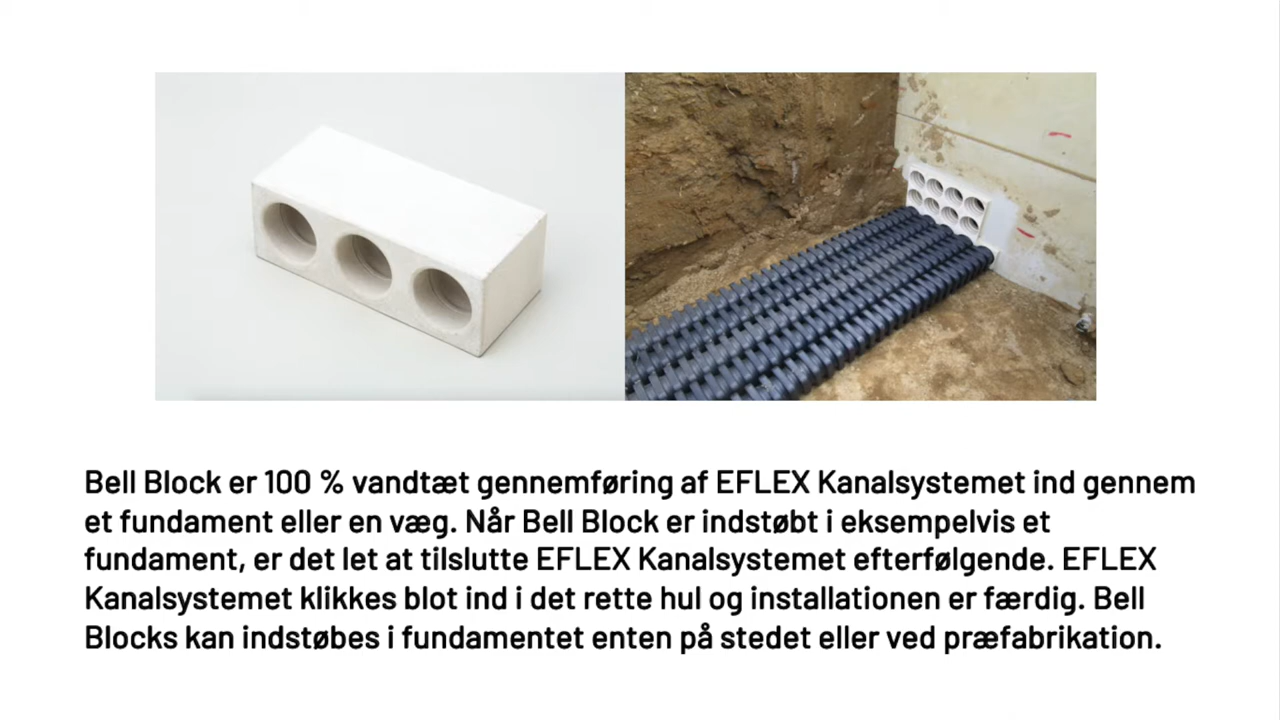 Bell Block er 100 % vandtæt gennemføring af EFLEX Kanalsystemet ind gennem
et fundament eller en væg. Når Bell Block er indstøbt i eksempelvis et
fundament, er det let at tilslutte EFLEX Kanalsystemet efterfølgende. EFLEX
Kanalsystemet klikkes blot ind i det rette hul og installationen er færdig. Bell
Blocks kan indstøbes i fundamentet enten på stedet eller ved præfabrikation.